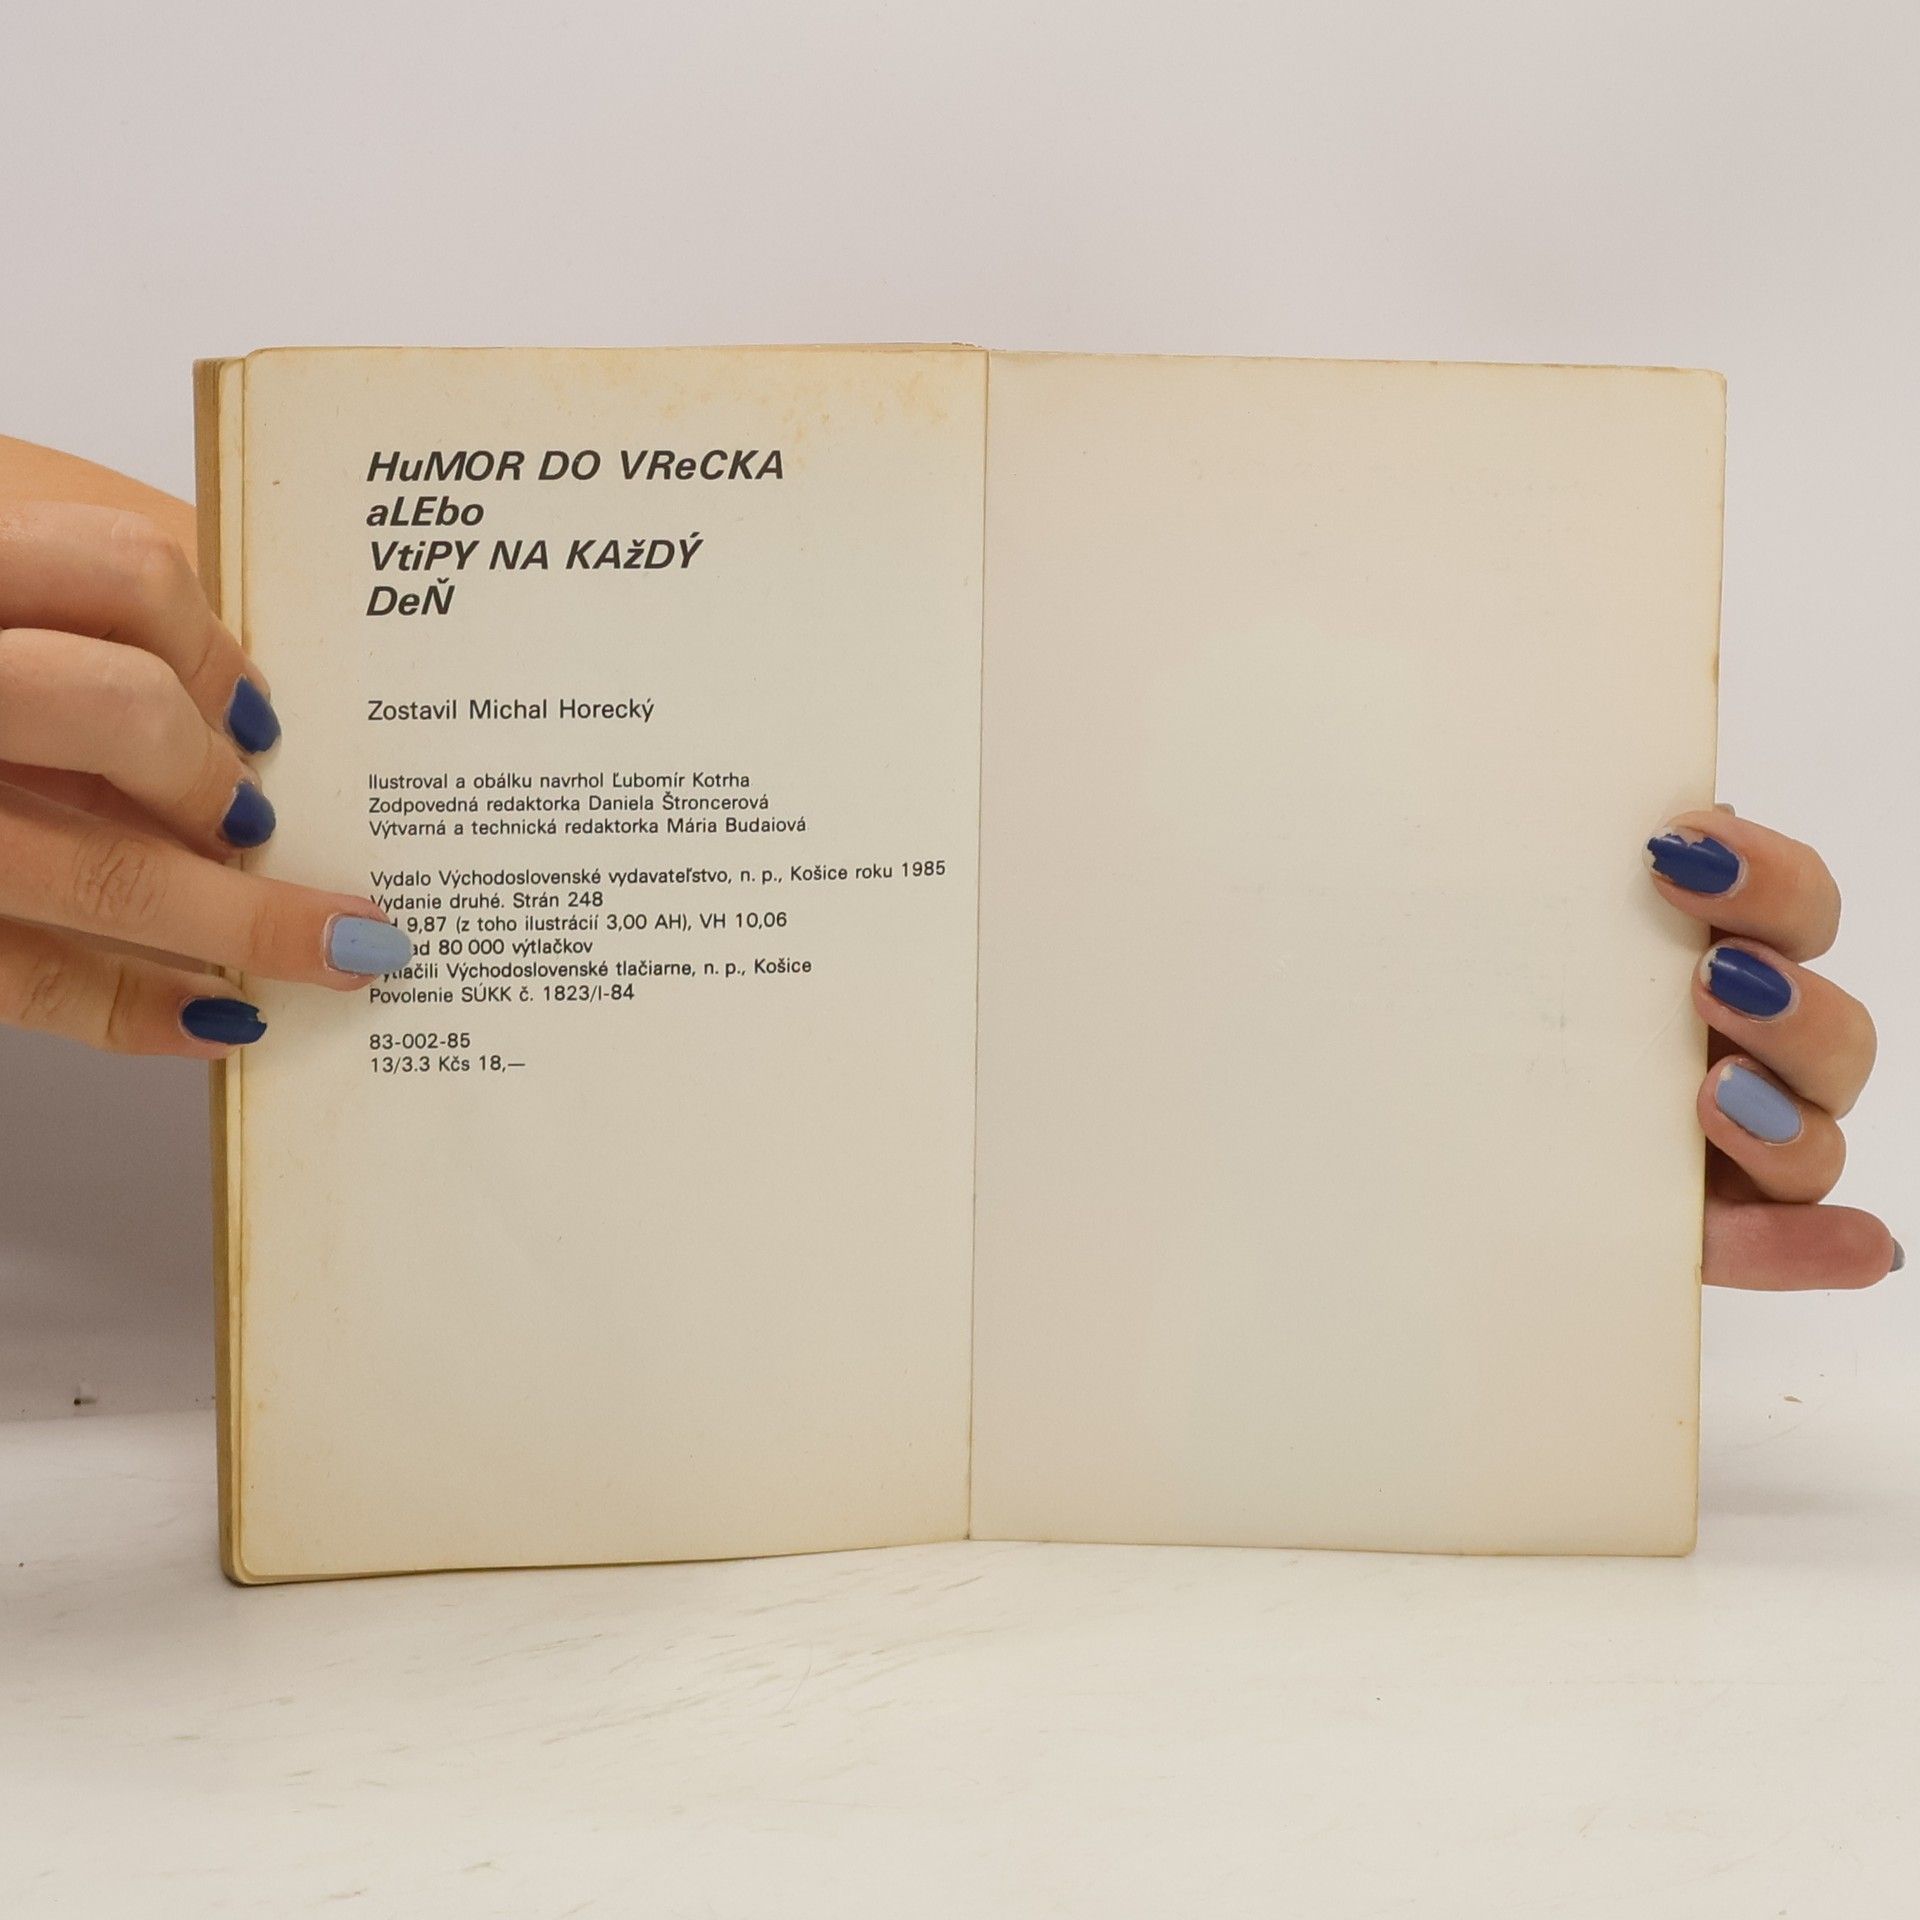 HuMOR DO VReCKA
aLEbo
VtiPY NA KAžDÝ
DeŇ
Zostavil Michal Horecký
Ilustroval a obálku navrhol Ľubomír Kotrha
Zodpovedná redaktorka Daniela Štroncerová
Výtvarná a technická redaktorka Mária Budaiová
Vydalo Východoslovenské vydavateľstvo, n. p., Košice roku 1985
Vydanie druhé. Strán 248
9,87 (z toho ilustrácií 3,00 AH), VH 10,06
80 000 výtlačkov
Východoslovenské tlačiarne, n. p., Košice
Povolenie SÚKK č. 1823/I-84
83-002-85
13/3.3 Kčs 18,—